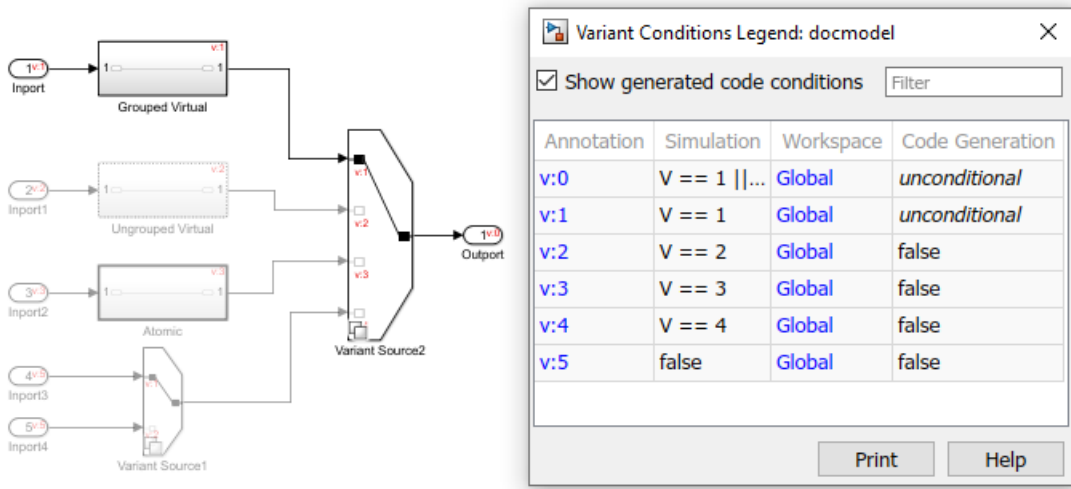 Variant Conditions Legend: docmodel
Show generated code conditions
Filter
Annotation Simulation Workspace Code Generation
v:0 V == 1 ||... Global unconditional
v:1 V == 1 Global unconditional
v:2 V == 2 Global false
v:3 V == 3 Global false
v:4 V == 4 Global false
v:5 false Global false
Print Help
1 v:1
Inport
v:1
1 1
Grouped Virtual
2 v:2
Inport1
v:2
Ungrouped Virtual
3 v:3
Inport2
v:3
1 1
Atomic
4 v:5
Inport3
5 v:5
Inport4
v:1
Variant Source1
v:1
v:2
v:3
Variant Source2
1 v:0
Outport